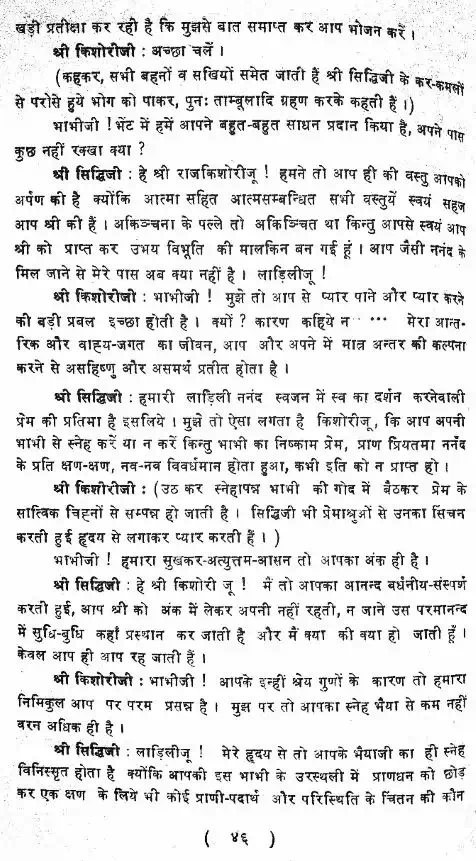 खड़ी प्रतीक्षा कर रही है कि मुझसे बात समाप्त कर आप भोजन करें।
श्री किशोरीजी : अच्छा चलें ।
(कहकर, सभी बहनों व सखियों समेत जाती हैं श्री सिद्धिजी के कर-कमलों
से परोसे हुये भोग को पाकर, पुनः ताम्बूलादि ग्रहण करके कहती हैं ।)
भाभीजी ! भेंट में हमें आपने बहुत-बहुत साधन प्रदान किया है, अपने पास
कुछ नहीं रक्खा क्या ?
श्री सिद्धिजी : हे श्री राजकिशोरीजू ! हमने तो आप ही की वस्तु आपको
अर्पण की है क्योंकि आत्मा सहित आत्मसम्बन्धित सभी वस्तुयें स्वयं सहज
आप श्री की हैं । अकिञ्चना के पल्ले तो अकिञ्चित था किन्तु आपसे स्वयं आप
श्री को प्राप्त कर उभय विभूति की मालकिन बन गई हूं । आप जैसी ननंद के
मिल जाने से मेरे पास अब क्या नहीं है । लाड़िलीजू !
श्री किशोरीजी : भाभीजी ! मुझे तो आप से प्यार पाने और प्यार करने
की बड़ी प्रबल इच्छा होती है । क्यों ? कारण कहिये न ··· मेरा आन्त-
रिक और वाह्य-जगत का जीवन, आप और अपने में मात्र अन्तर की कल्पना
करने से असहिष्णु और असमर्थ प्रतीत होता है ।
श्री सिद्धिजी : हमारी लाड़िली ननंद स्वजन में स्व का दर्शन करनेवाली
प्रेम की प्रतिमा है इसलिये । मुझे तो ऐसा लगता है किशोरीजू, कि आप अपनी
भाभी से स्नेह करें या न करें किन्तु भाभी का निष्काम प्रेम, प्राण प्रियतमा ननँद
के प्रति क्षण-क्षण, नव-नव विवर्धमान होता हुआ, कभी इति को न प्राप्त हो ।
श्री किशोरीजी : (उठ कर स्नेहापन्न भाभी की गोद में बैठकर प्रेम के
सात्विक चिह्नों से सम्पन्न हो जाती है । सिद्धिजी भी प्रेमाश्रुओं से उनका सिंचन
करती हुई हृदय से लगाकर प्यार करती हैं । )
भाभीजी ! हमारा सुखकर-अत्युत्तम-आसन तो आपका अंक ही है ।
श्री सिद्धिजी : हे श्री किशोरी जू ! मैं तो आपका आनन्द बर्धनीय-संस्पर्ण
करती हुई, आप श्री को अंक में लेकर अपनी नहीं रहती, न जाने उस परमानन्द
में सुधि-बुधि कहाँ प्रस्थान कर जाती है और मैं क्या की क्या हो जाती हूँ ।
केवल आप ही आप रह जाती हैं ।
श्री किशोरीजी : भाभीजी ! आपके इन्हीं श्रेय गुणों के कारण तो हमारा
निमिकुल आप पर परम प्रसन्न है । मुझ पर तो आपका स्नेह भैया से कम नहीं
वरन अधिक ही है ।
श्री सिद्धिजी : लाड़िलीजू ! मेरे हृदय से तो आपके भैयाजी का ही स्नेह
विनिस्सृत होता है क्योंकि आपकी इस भाभी के उरस्थली में प्राणधन को छोड़
कर एक क्षण के लिये भी कोई प्राणी-पदार्थ और परिस्थिति के चिंतन की कौन
( ४६ )